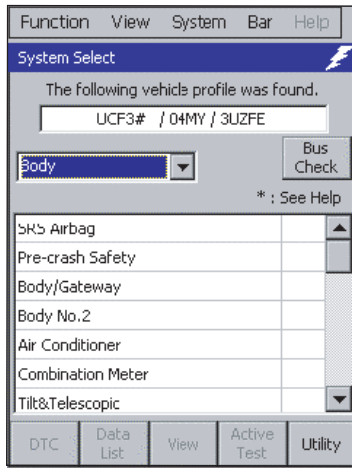 Function View System Bar Help
System Select
The following vehicle profile was found.
UCF3# / 04MY / 3UZFE
Body
Bus Check
* : See Help
SRS Airbag
Pre-crash Safety
Body/Gateway
Body No.2
Air Conditioner
Combination Meter
Tilt&Telescopic
DTC Data List View Active Test Utility